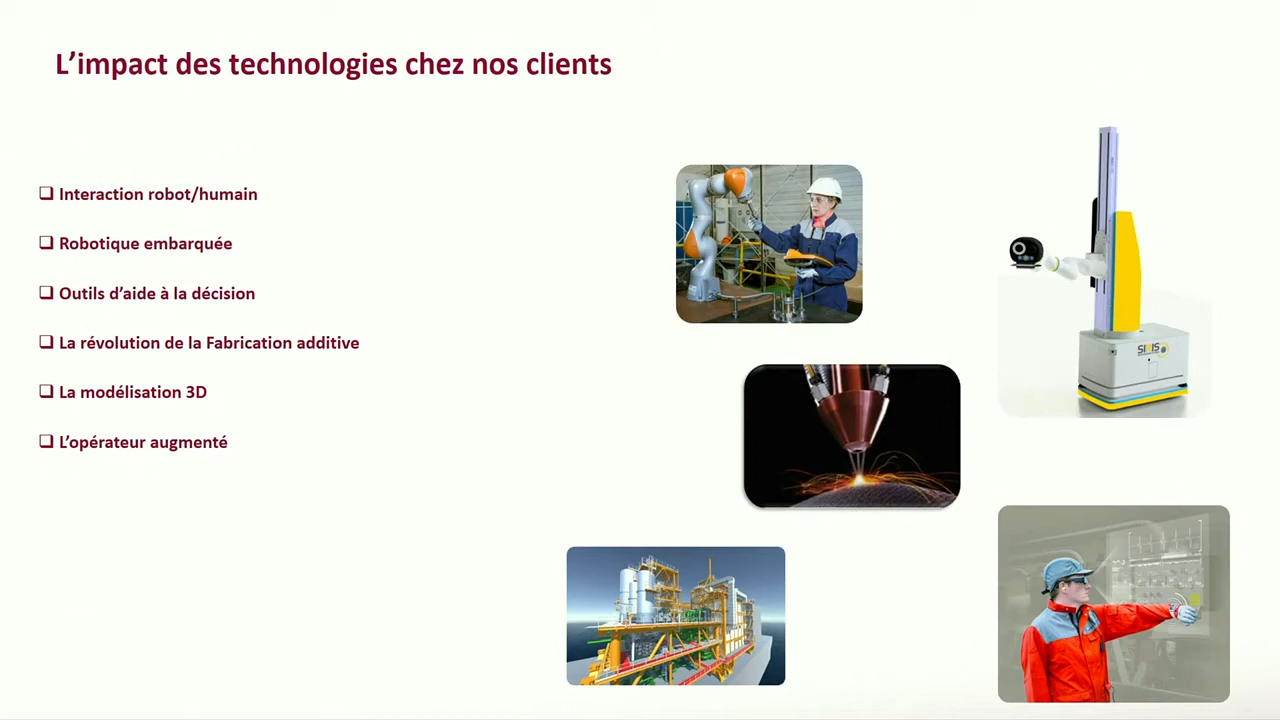 L’impact des technologies chez nos clients
❑ Interaction robot/humain
❑ Robotique embarquée
❑ Outils d’aide à la décision
❑ La révolution de la Fabrication additive
❑ La modélisation 3D
❑ L’opérateur augmenté